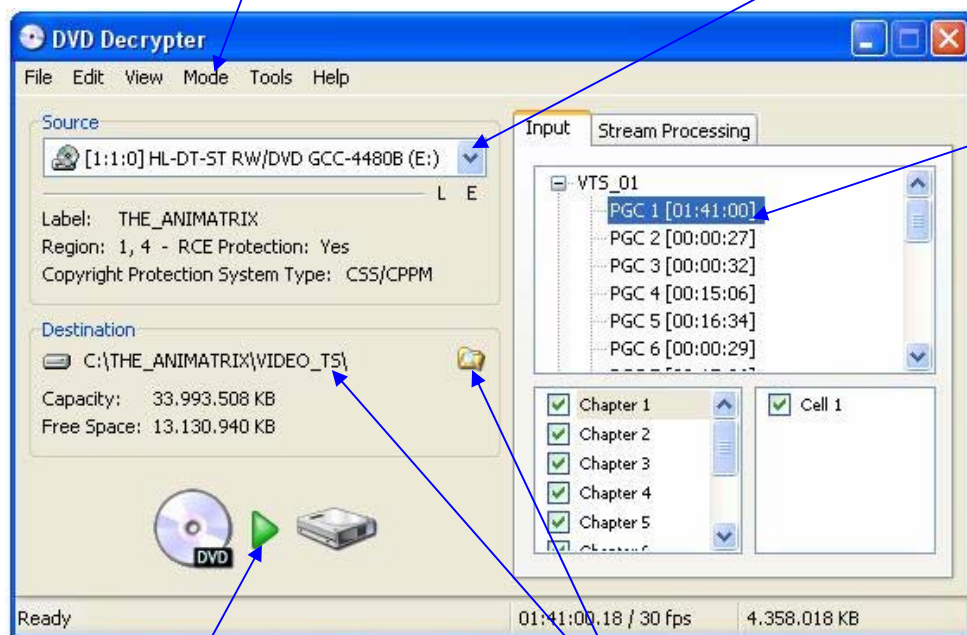 DVD Decrypter
File Edit View Mode Tools Help
Source
[1:1:0] HL-DT-ST RW/DVD GCC-4480B (E:)
L E
Label: THE_ANIMATRIX
Region: 1, 4 - RCE Protection: Yes
Copyright Protection System Type: CSS/CPPM
Destination
C:\THE_ANIMATRIX\VIDEO_TS\
Capacity: 33.993.508 KB
Free Space: 13.130.940 KB
DVD
Input Stream Processing
VTS_01
PGC 1 [01:41:00]
PGC 2 [00:00:27]
PGC 3 [00:00:32]
PGC 4 [00:15:06]
PGC 5 [00:16:34]
PGC 6 [00:00:29]
Chapter 1
Chapter 2
Chapter 3
Chapter 4
Chapter 5
Cell 1
Ready
01:41:00.18 / 30 fps
4.358.018 KB